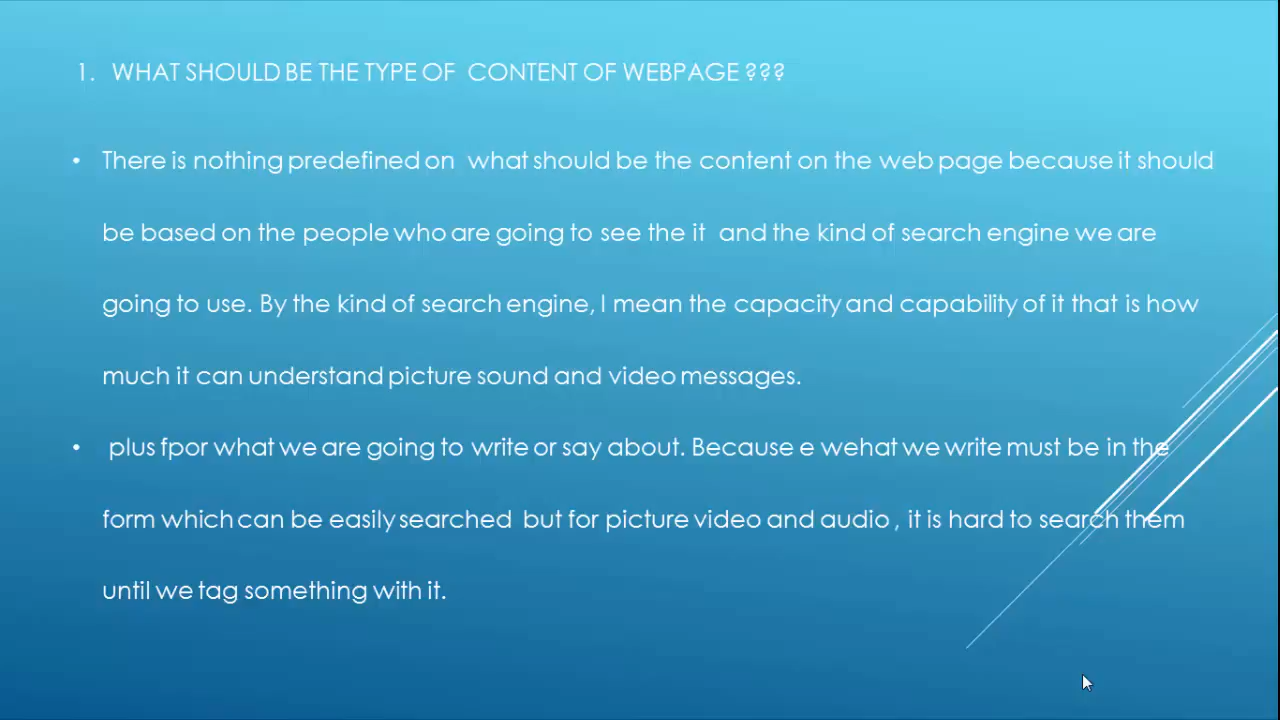 1. WHAT SHOULD BE THE TYPE OF CONTENT OF WEBPAGE ???
• There is nothing predefined on what should be the content on the web page because it should
be based on the people who are going to see the it and the kind of search engine we are
going to use. By the kind of search engine, I mean the capacity and capability of it that is how
much it can understand picture sound and video messages.
• plus fpor what we are going to write or say about. Because e wehat we write must be in the
form which can be easily searched but for picture video and audio , it is hard to search them
until we tag something with it.